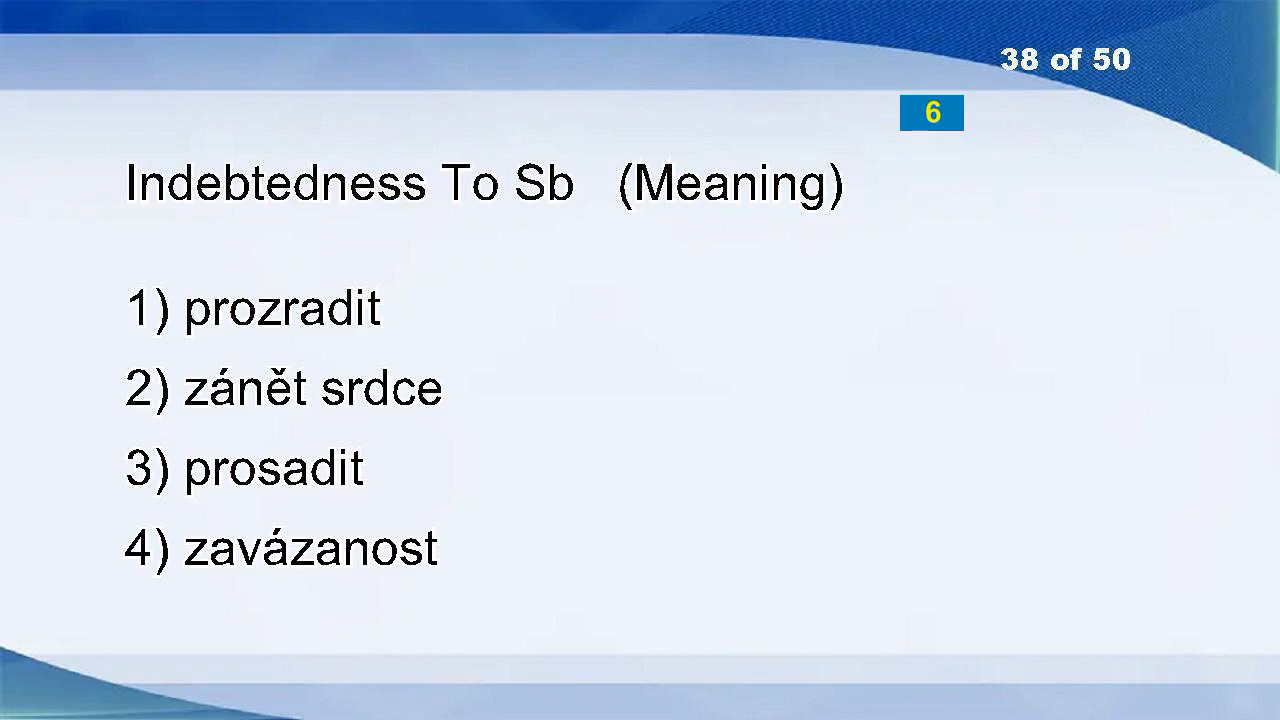 38 of 50
6
Indebtedness To Sb (Meaning)
1) prozradit
2) zánět srdce
3) prosadit
4) zavázanost